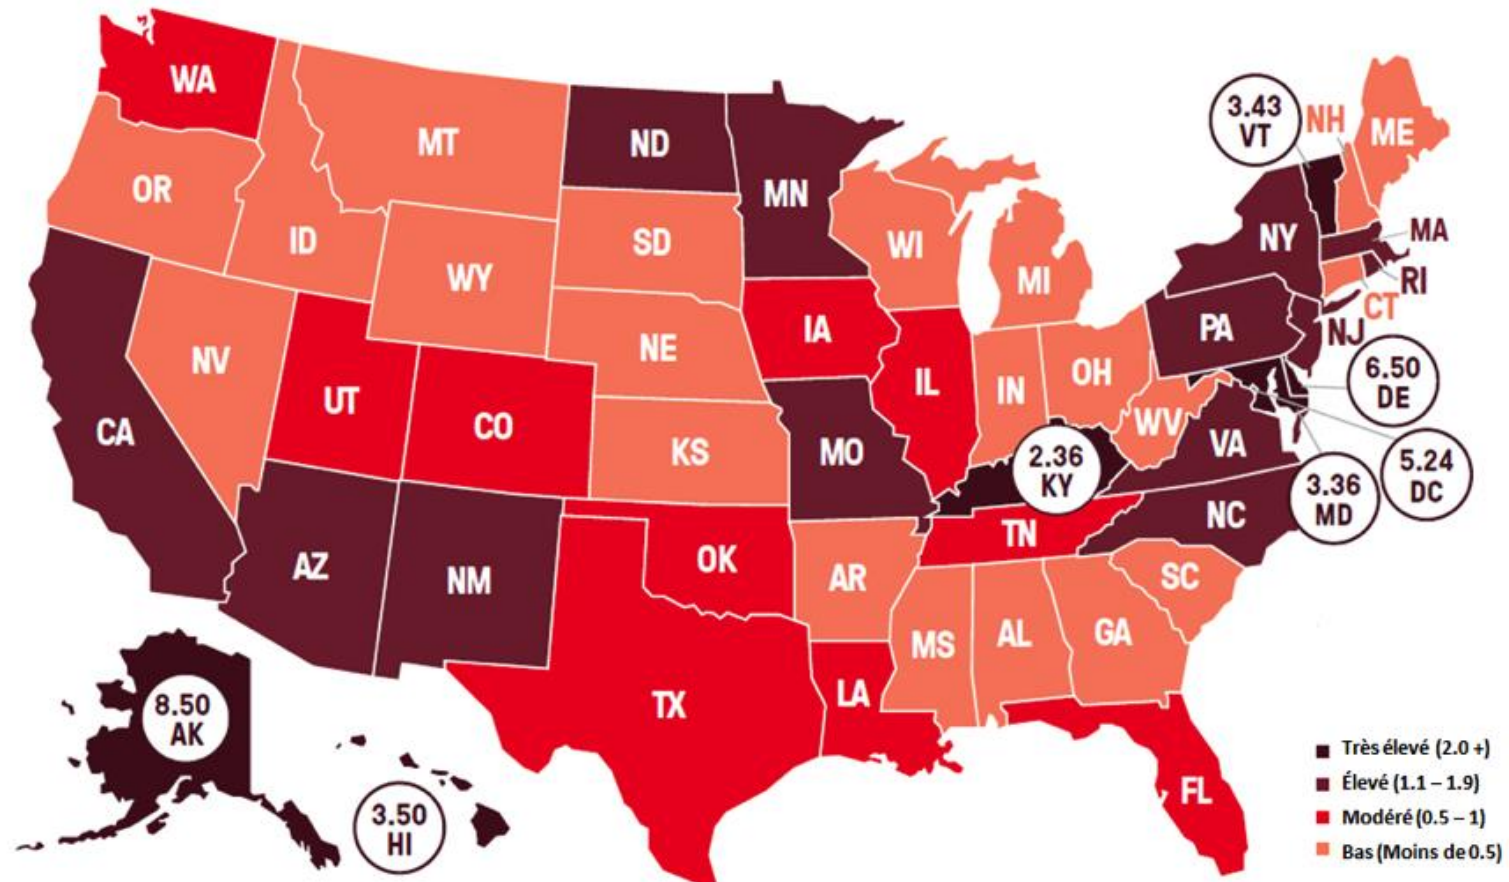 WA
MT
ND
MN
OR
ID
WY
SD
WI
MI
3.43
VT
NH
ME
NY
MA
RI
CT
NJ
PA
IA
NE
NV
UT
CO
CA
KS
MO
IL
IN
OH
WV
VA
6.50
DE
5.24
DC
3.36
MD
2.36
KY
NC
TN
AZ
NM
OK
AR
SC
MS
AL
GA
TX
LA
FL
8.50
AK
3.50
HI
Très élevé (2.0 +)
Élevé (1.1 – 1.9)
Modéré (0.5 – 1)
Bas (Moins de 0.5)